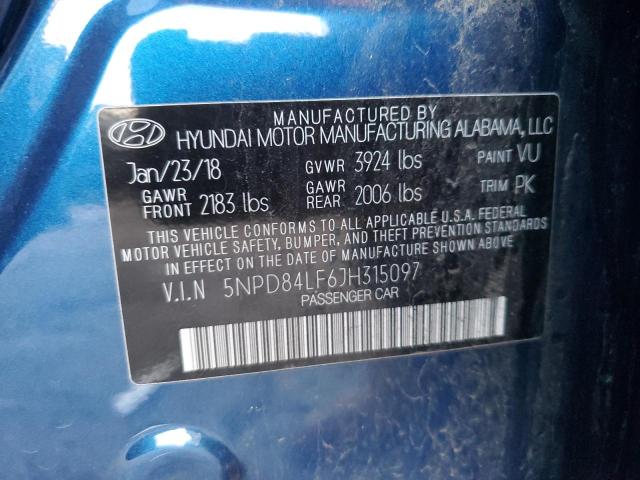 MANUFACTURED BY
HYUNDAI MOTOR MANUFACTURING ALABAMA, LLC
Jan/23/18 GVWR 3924 lbs PAINT VU
GAWR FRONT 2183 lbs GAWR REAR 2006 lbs TRIM PK
THIS VEHICLE CONFORMS TO ALL APPLICABLE U.S.A. FEDERAL
MOTOR VEHICLE SAFETY, BUMPER, AND THEFT PREVENTION STANDARDS
IN EFFECT ON THE DATE OF MANUFACTURE SHOWN ABOVE.
V.I.N 5NPD84LF6JH315097
PASSENGER CAR